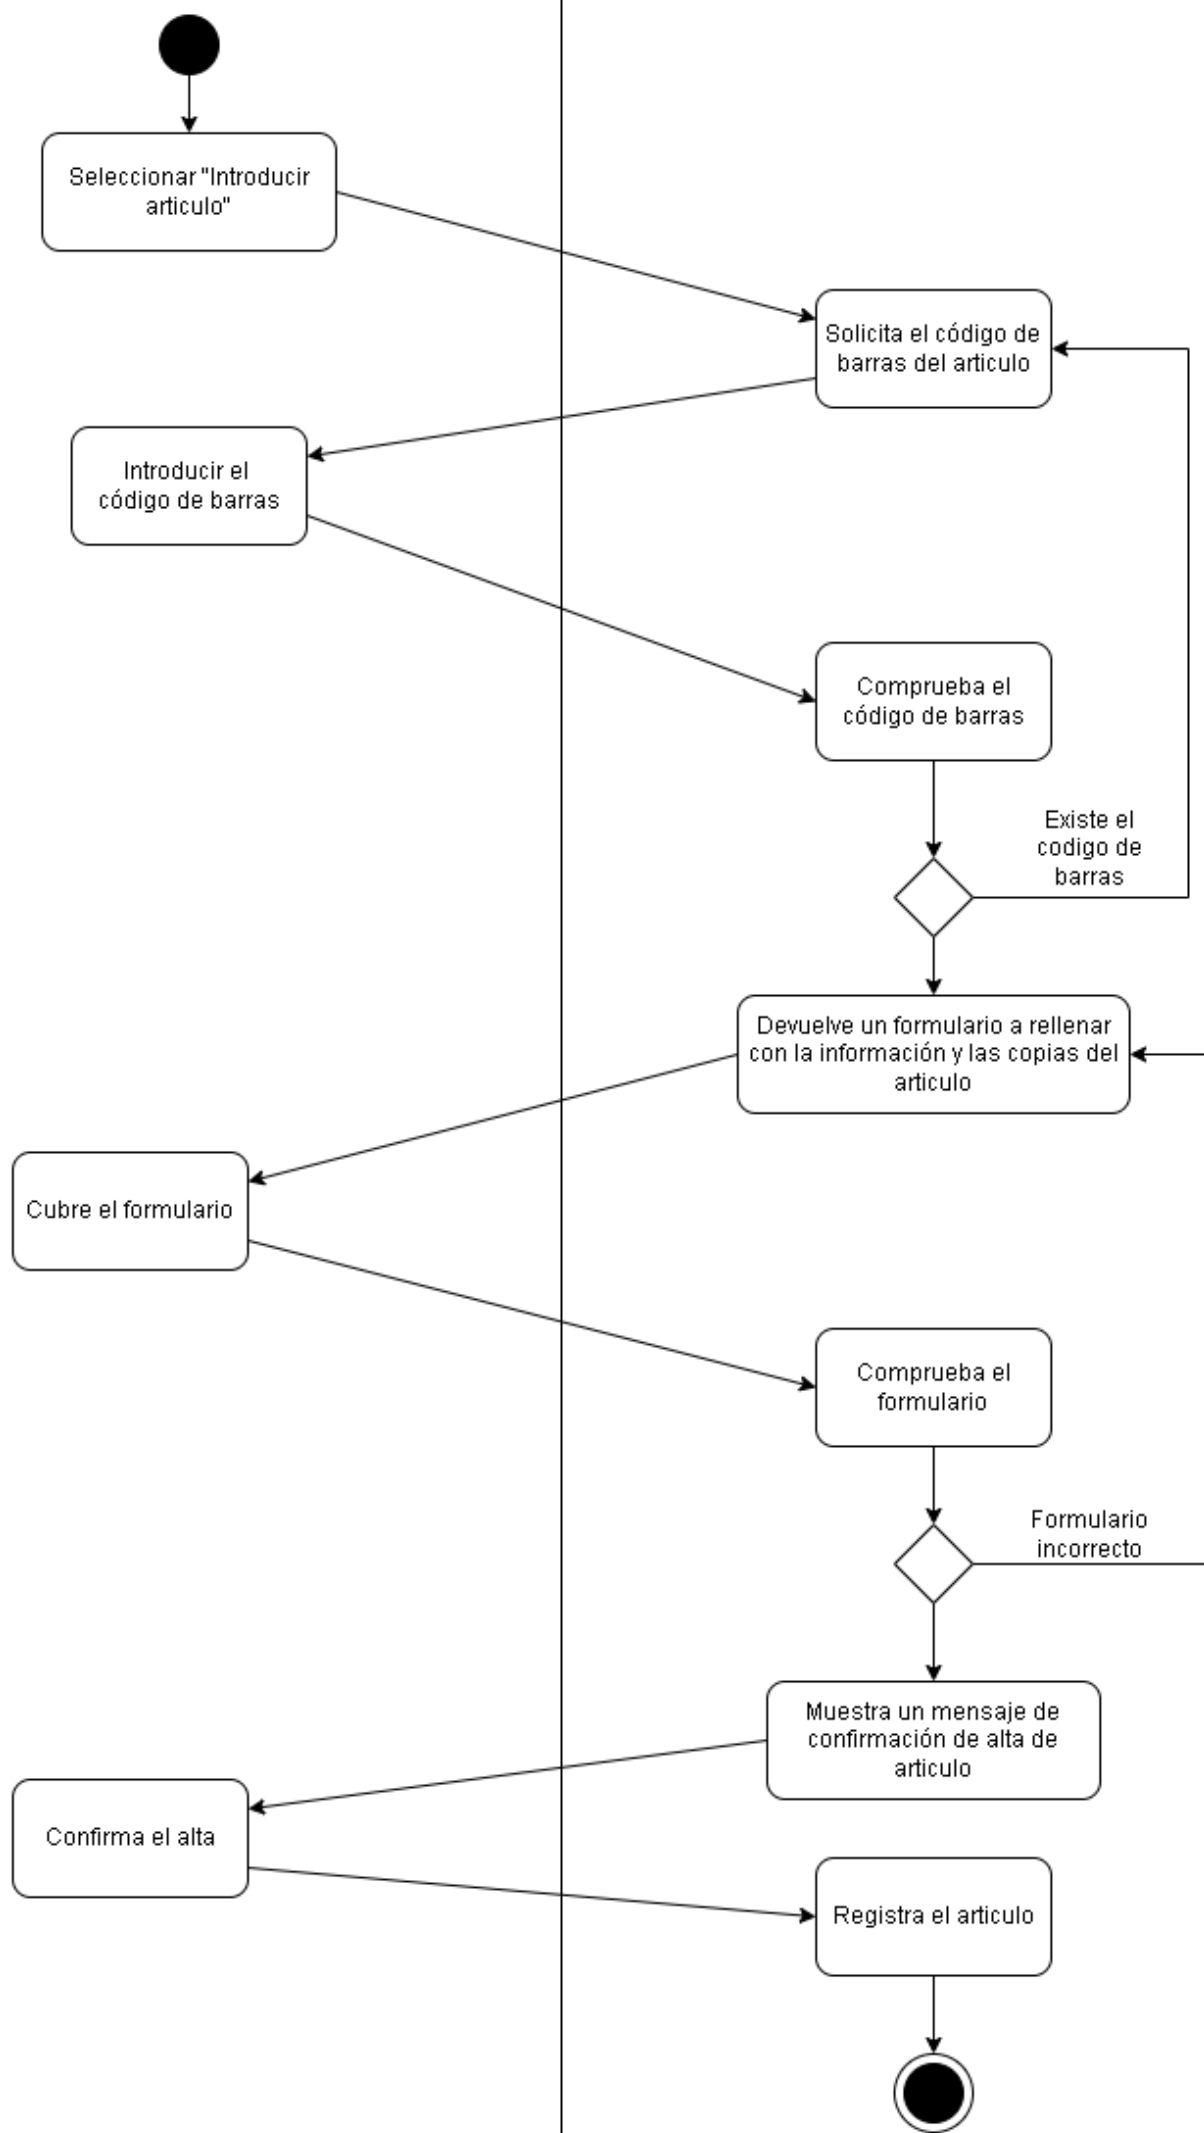 Seleccionar "Introducir
articulo"
Solicita el código de
barras del articulo
Introducir el
código de barras
Comprueba el
código de barras
Existe el
codigo de
barras
Devuelve un formulario a rellenar
con la información y las copias del
articulo
Cubre el formulario
Comprueba el
formulario
Formulario
incorrecto
Muestra un mensaje de
confirmación de alta de
articulo
Confirma el alta
Registra el articulo